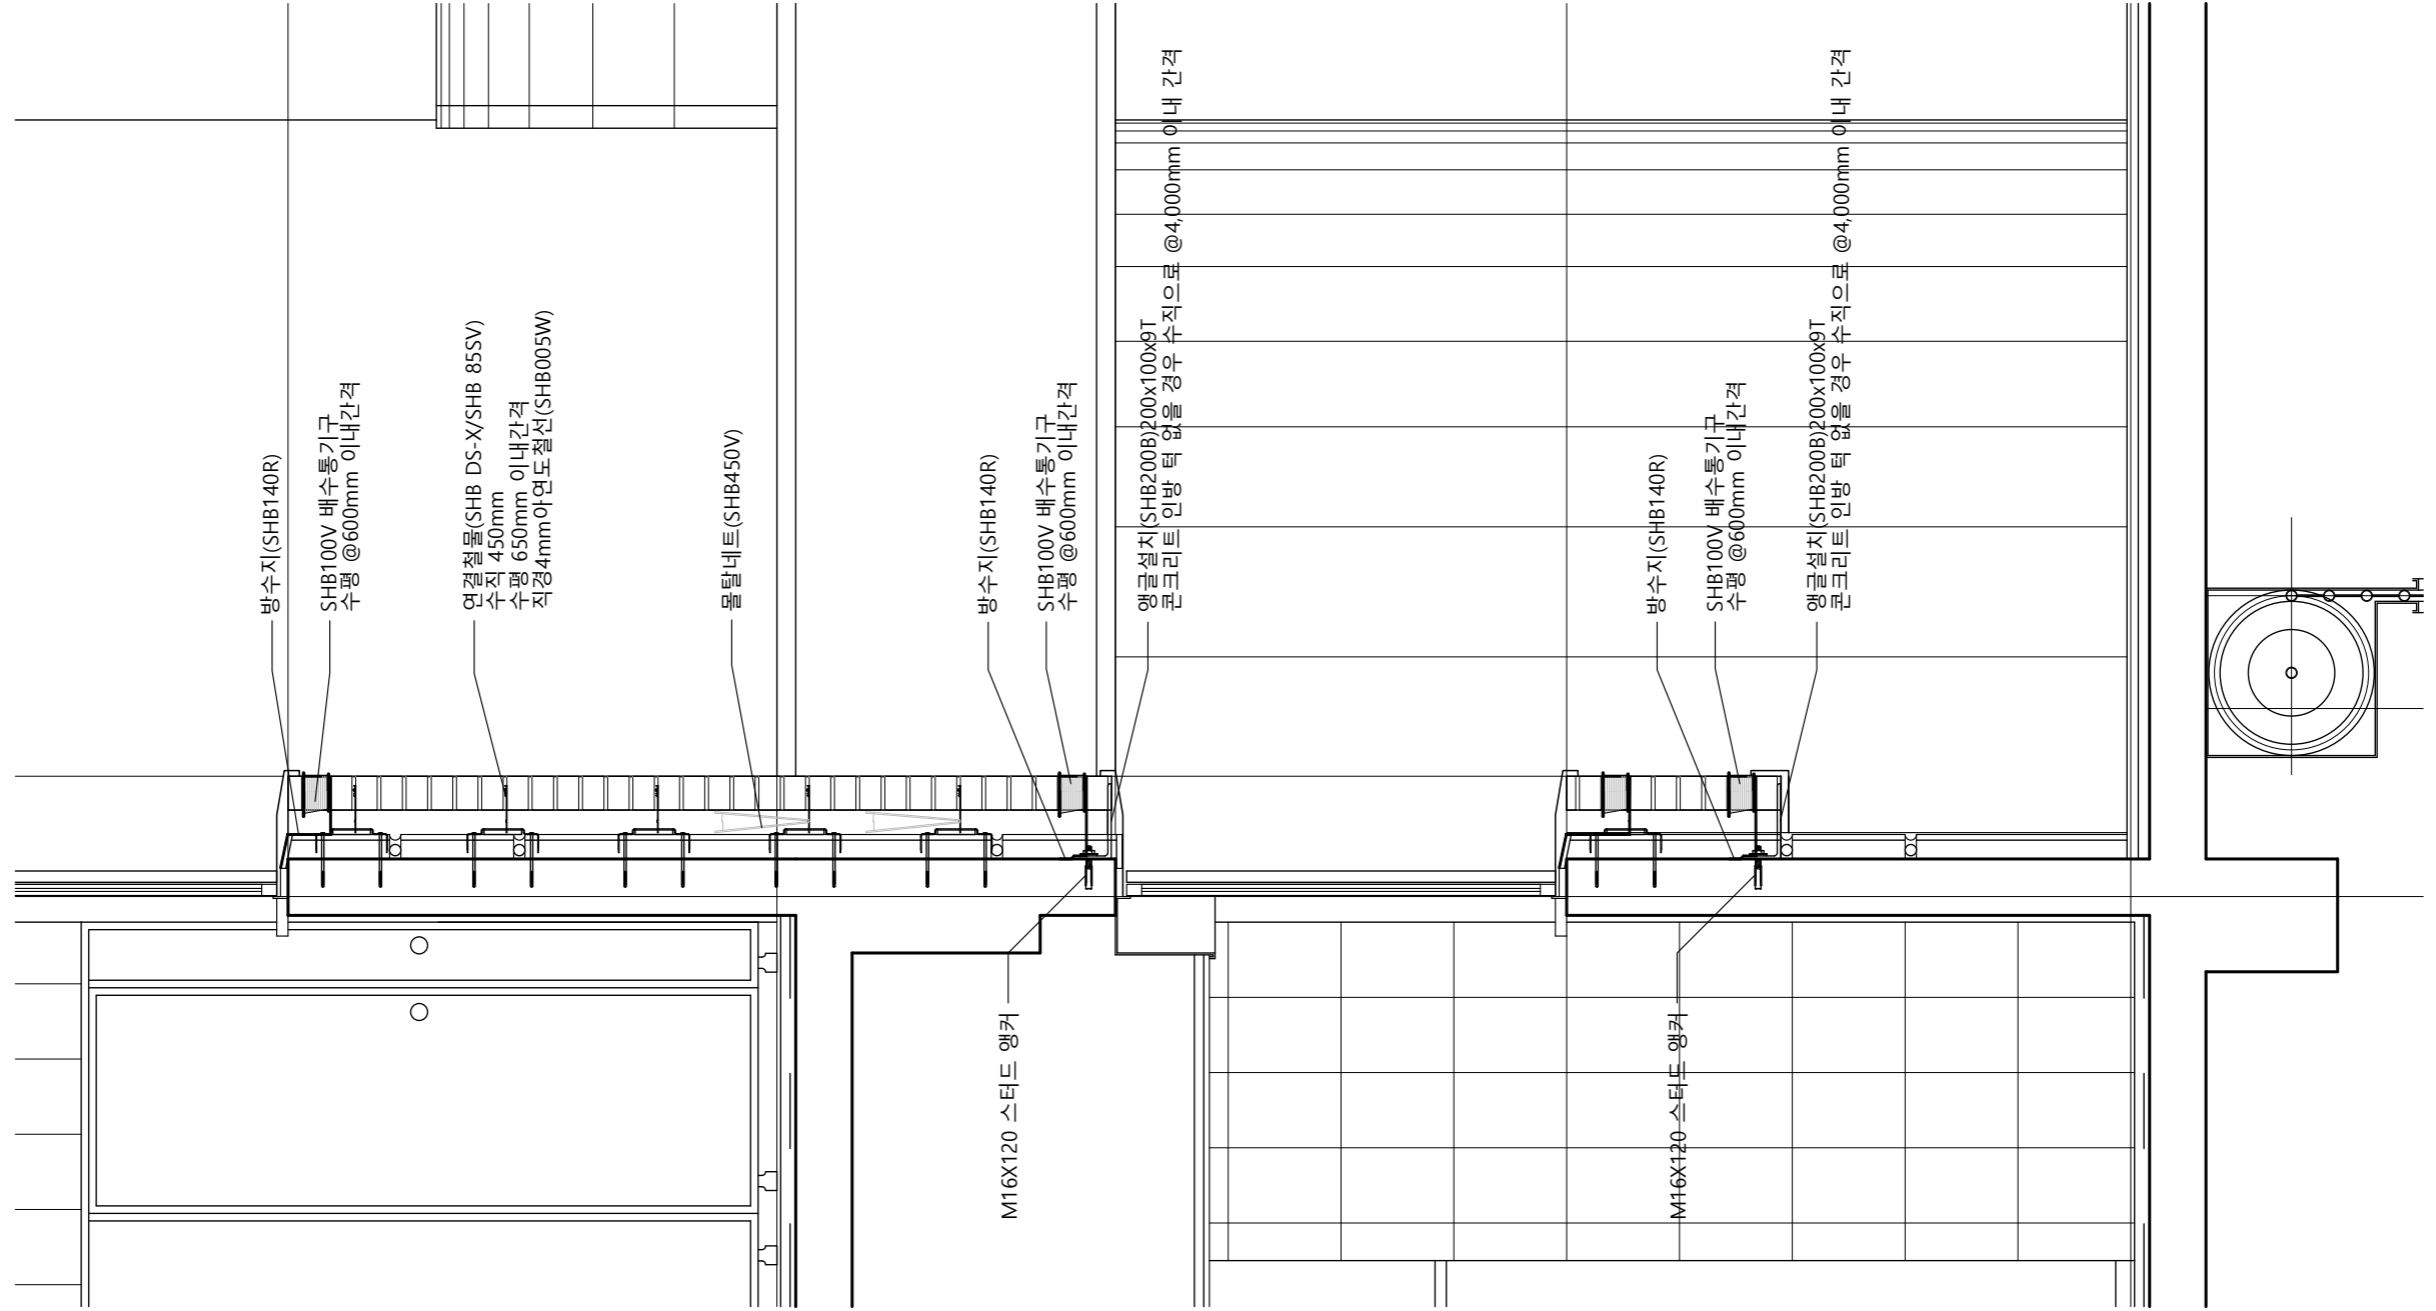 방수지(SHB140R)
SHB100V 배수통기구
수평 @600mm 이내간격
연결철물(SHB DS-X/SHB 85SV)
수직 450mm
수평 650mm 이내간격
직경4mm아연도철선(SHB005W)
몰탈네트(SHB450V)
방수지(SHB140R)
SHB100V 배수통기구
수평 @600mm 이내간격
앵글설치(SHB200B)200x100x9T
콘크리트 인방 턱 없을 경우 수직으로 @4,000mm 이내 간격
방수지(SHB140R)
SHB100V 배수통기구
수평 @600mm 이내간격
앵글설치(SHB200B)200x100x9T
콘크리트 인방 턱 없을 경우 수직으로 @4,000mm 이내 간격
M16X120 스터드 앵커
M16X120 스터드 앵커